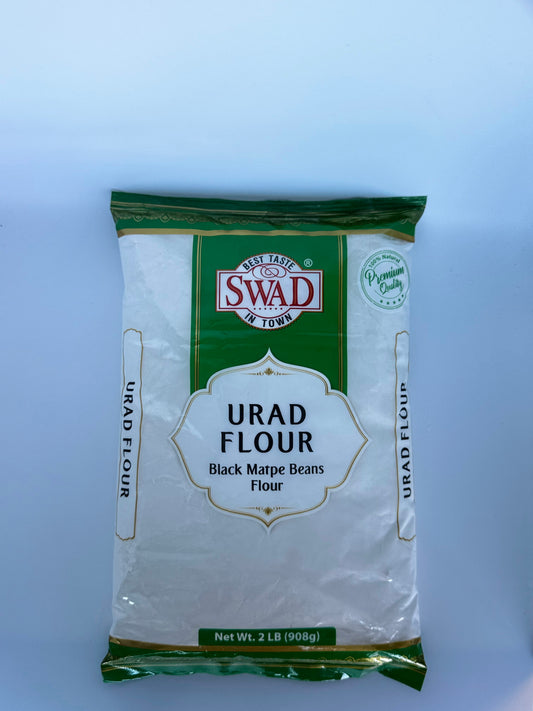 BEST TASTE
SWAD®
IN TOWN
100% Natural
Premium
Quality
URAD
FLOUR
Black Matpe Beans
Flour
URAD FLOUR
URAD FLOUR
Net Wt. 2 LB (908g)